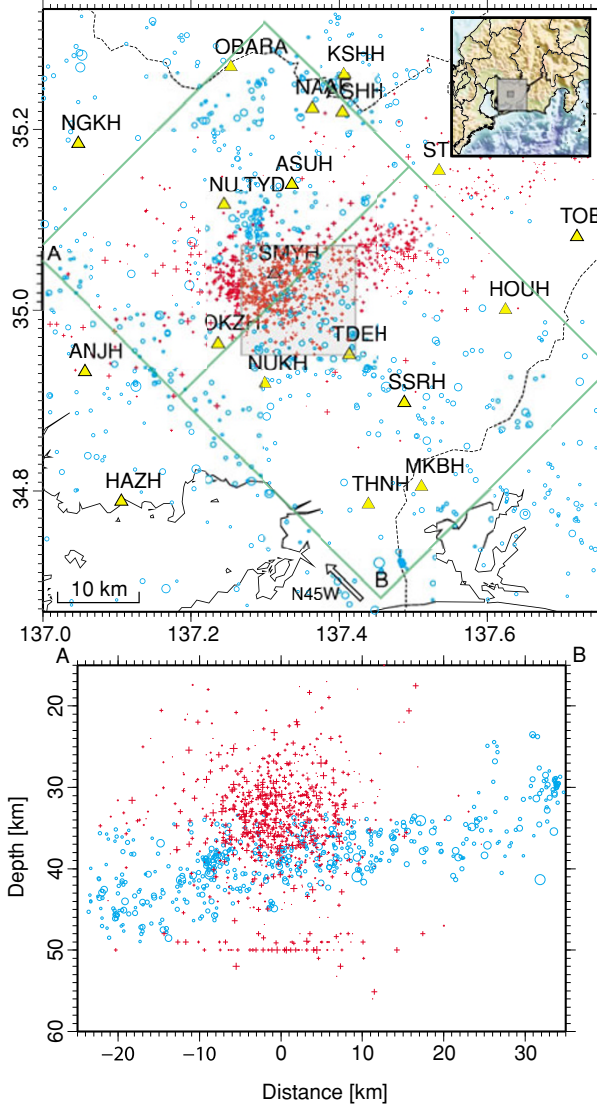 OBARA
KSHH
NAAE
ASHH
35.2
NGKH
ST
ASUH
NU.TYD
TOE
A
SMYH
35.0
HOUH
OKZH
TDEH
ANJH
NUKH
SSRH
MKBH
34.8
HAZH
THNH
B
10 km
N45W
137.0 137.2 137.4 137.6
A B
20
30
40
50
60
Depth [km]
−20 −10 0 10 20 30
Distance [km]